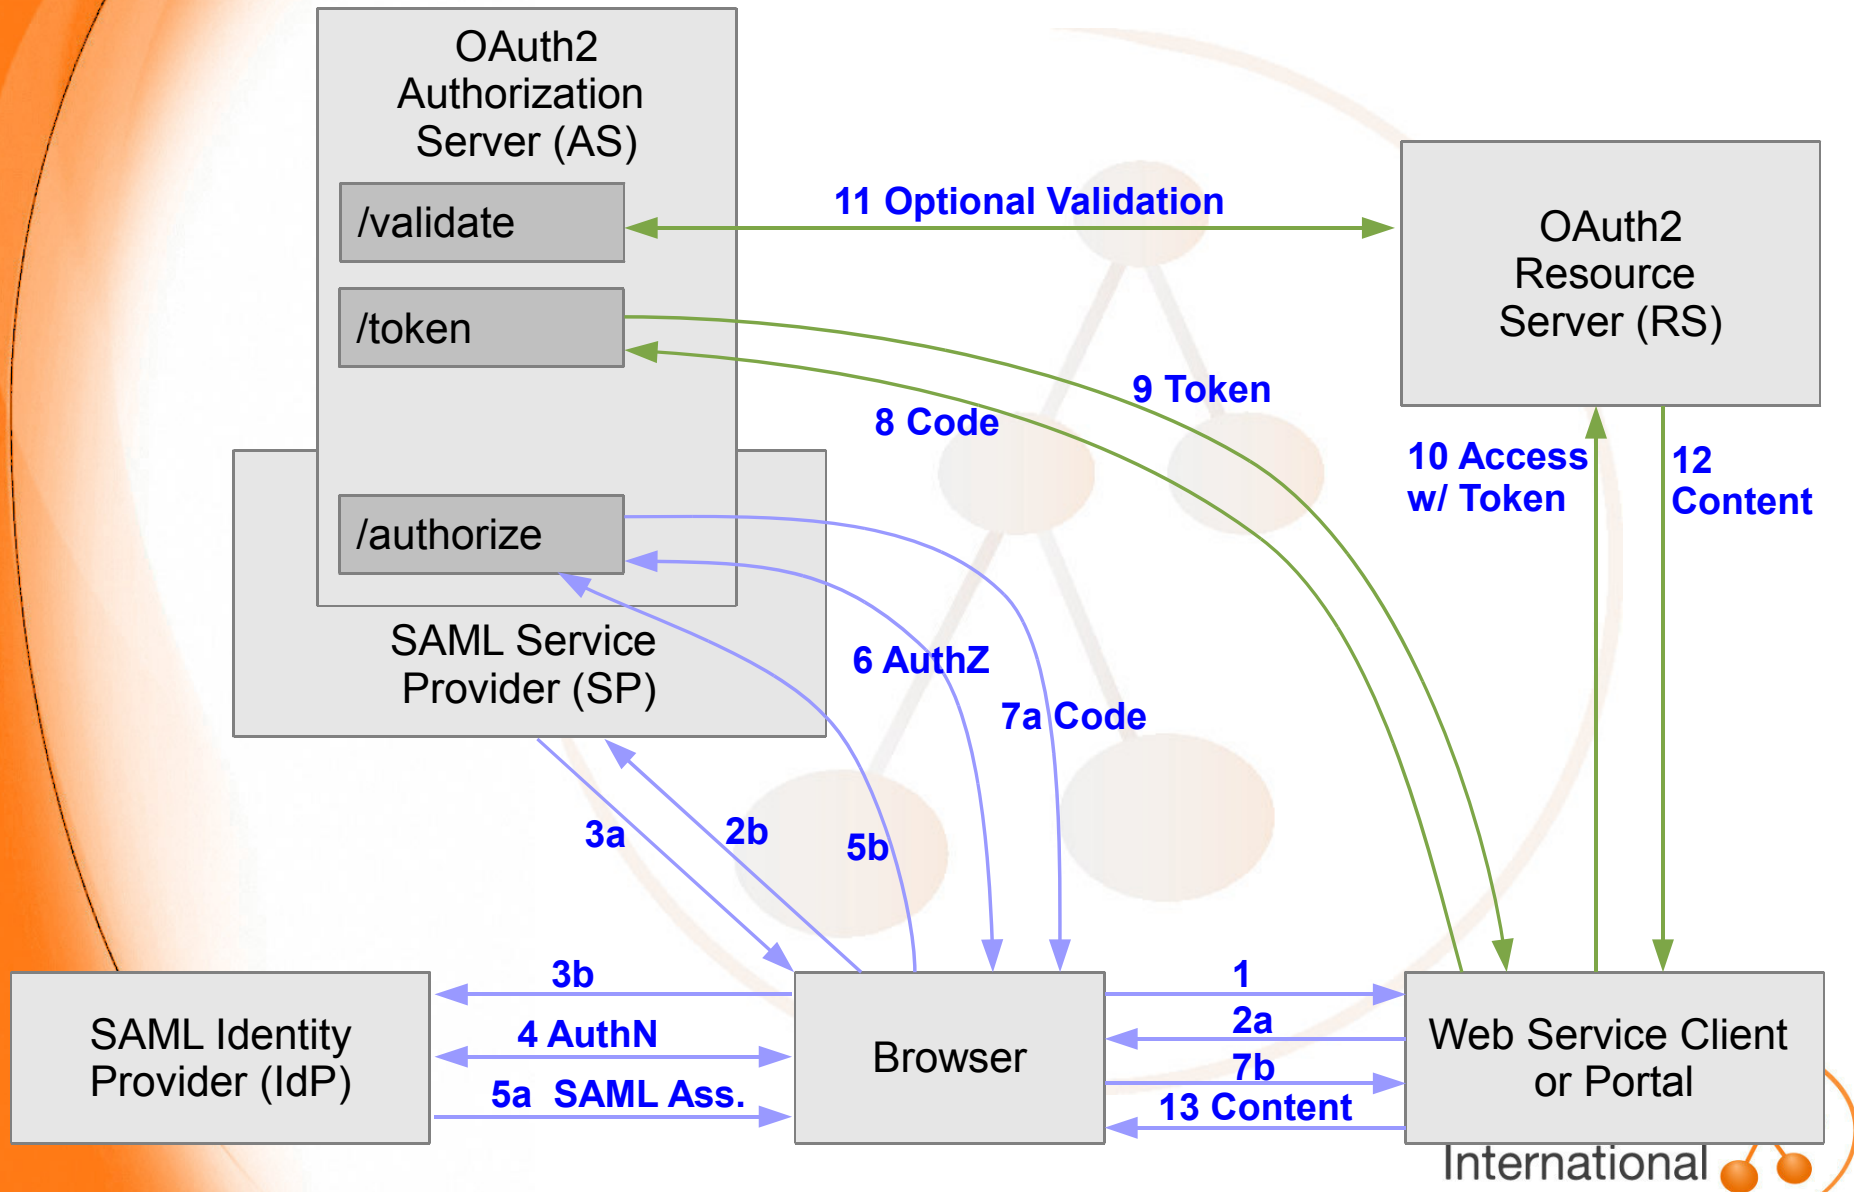 OAuth2
Authorization
Server (AS)
/validate
11 Optional Validation
OAuth2
Resource
Server (RS)
/token
9 Token
8 Code
10 Access
w/ Token
12
Content
/authorize
SAML Service
Provider (SP)
6 AuthZ
7a Code
3a
2b
5b
3b
1
4 AuthN
2a
SAML Identity
Provider (IdP)
Browser
Web Service Client
or Portal
7b
5a SAML Ass.
13 Content
International